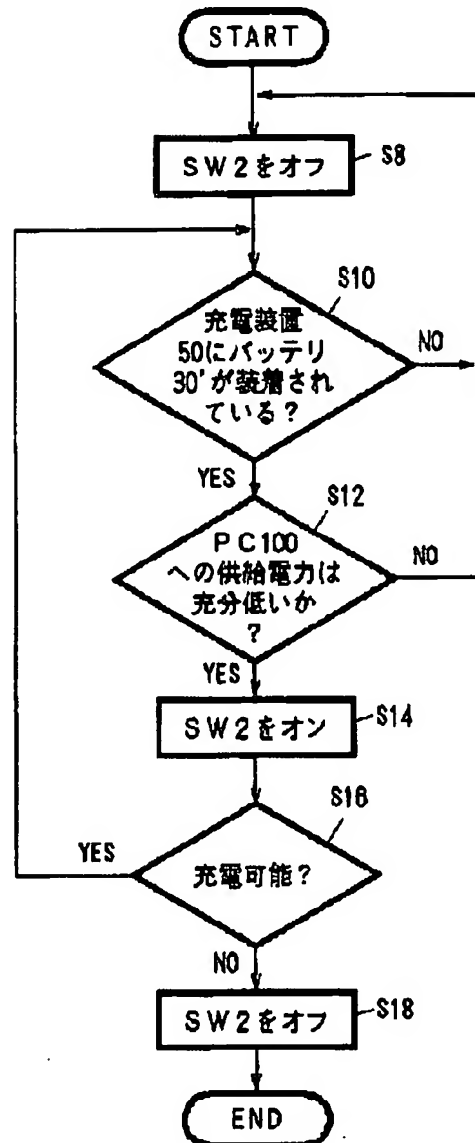 START
SW2をオフ
S8
S10
充電装置
50にバッテリ
30'が装着され
ている?
NO
YES
S12
PC100
への供給電力は
充分低いか
?
NO
YES
SW2をオン
S14
S16
YES
充電可能?
NO
SW2をオフ
S18
END